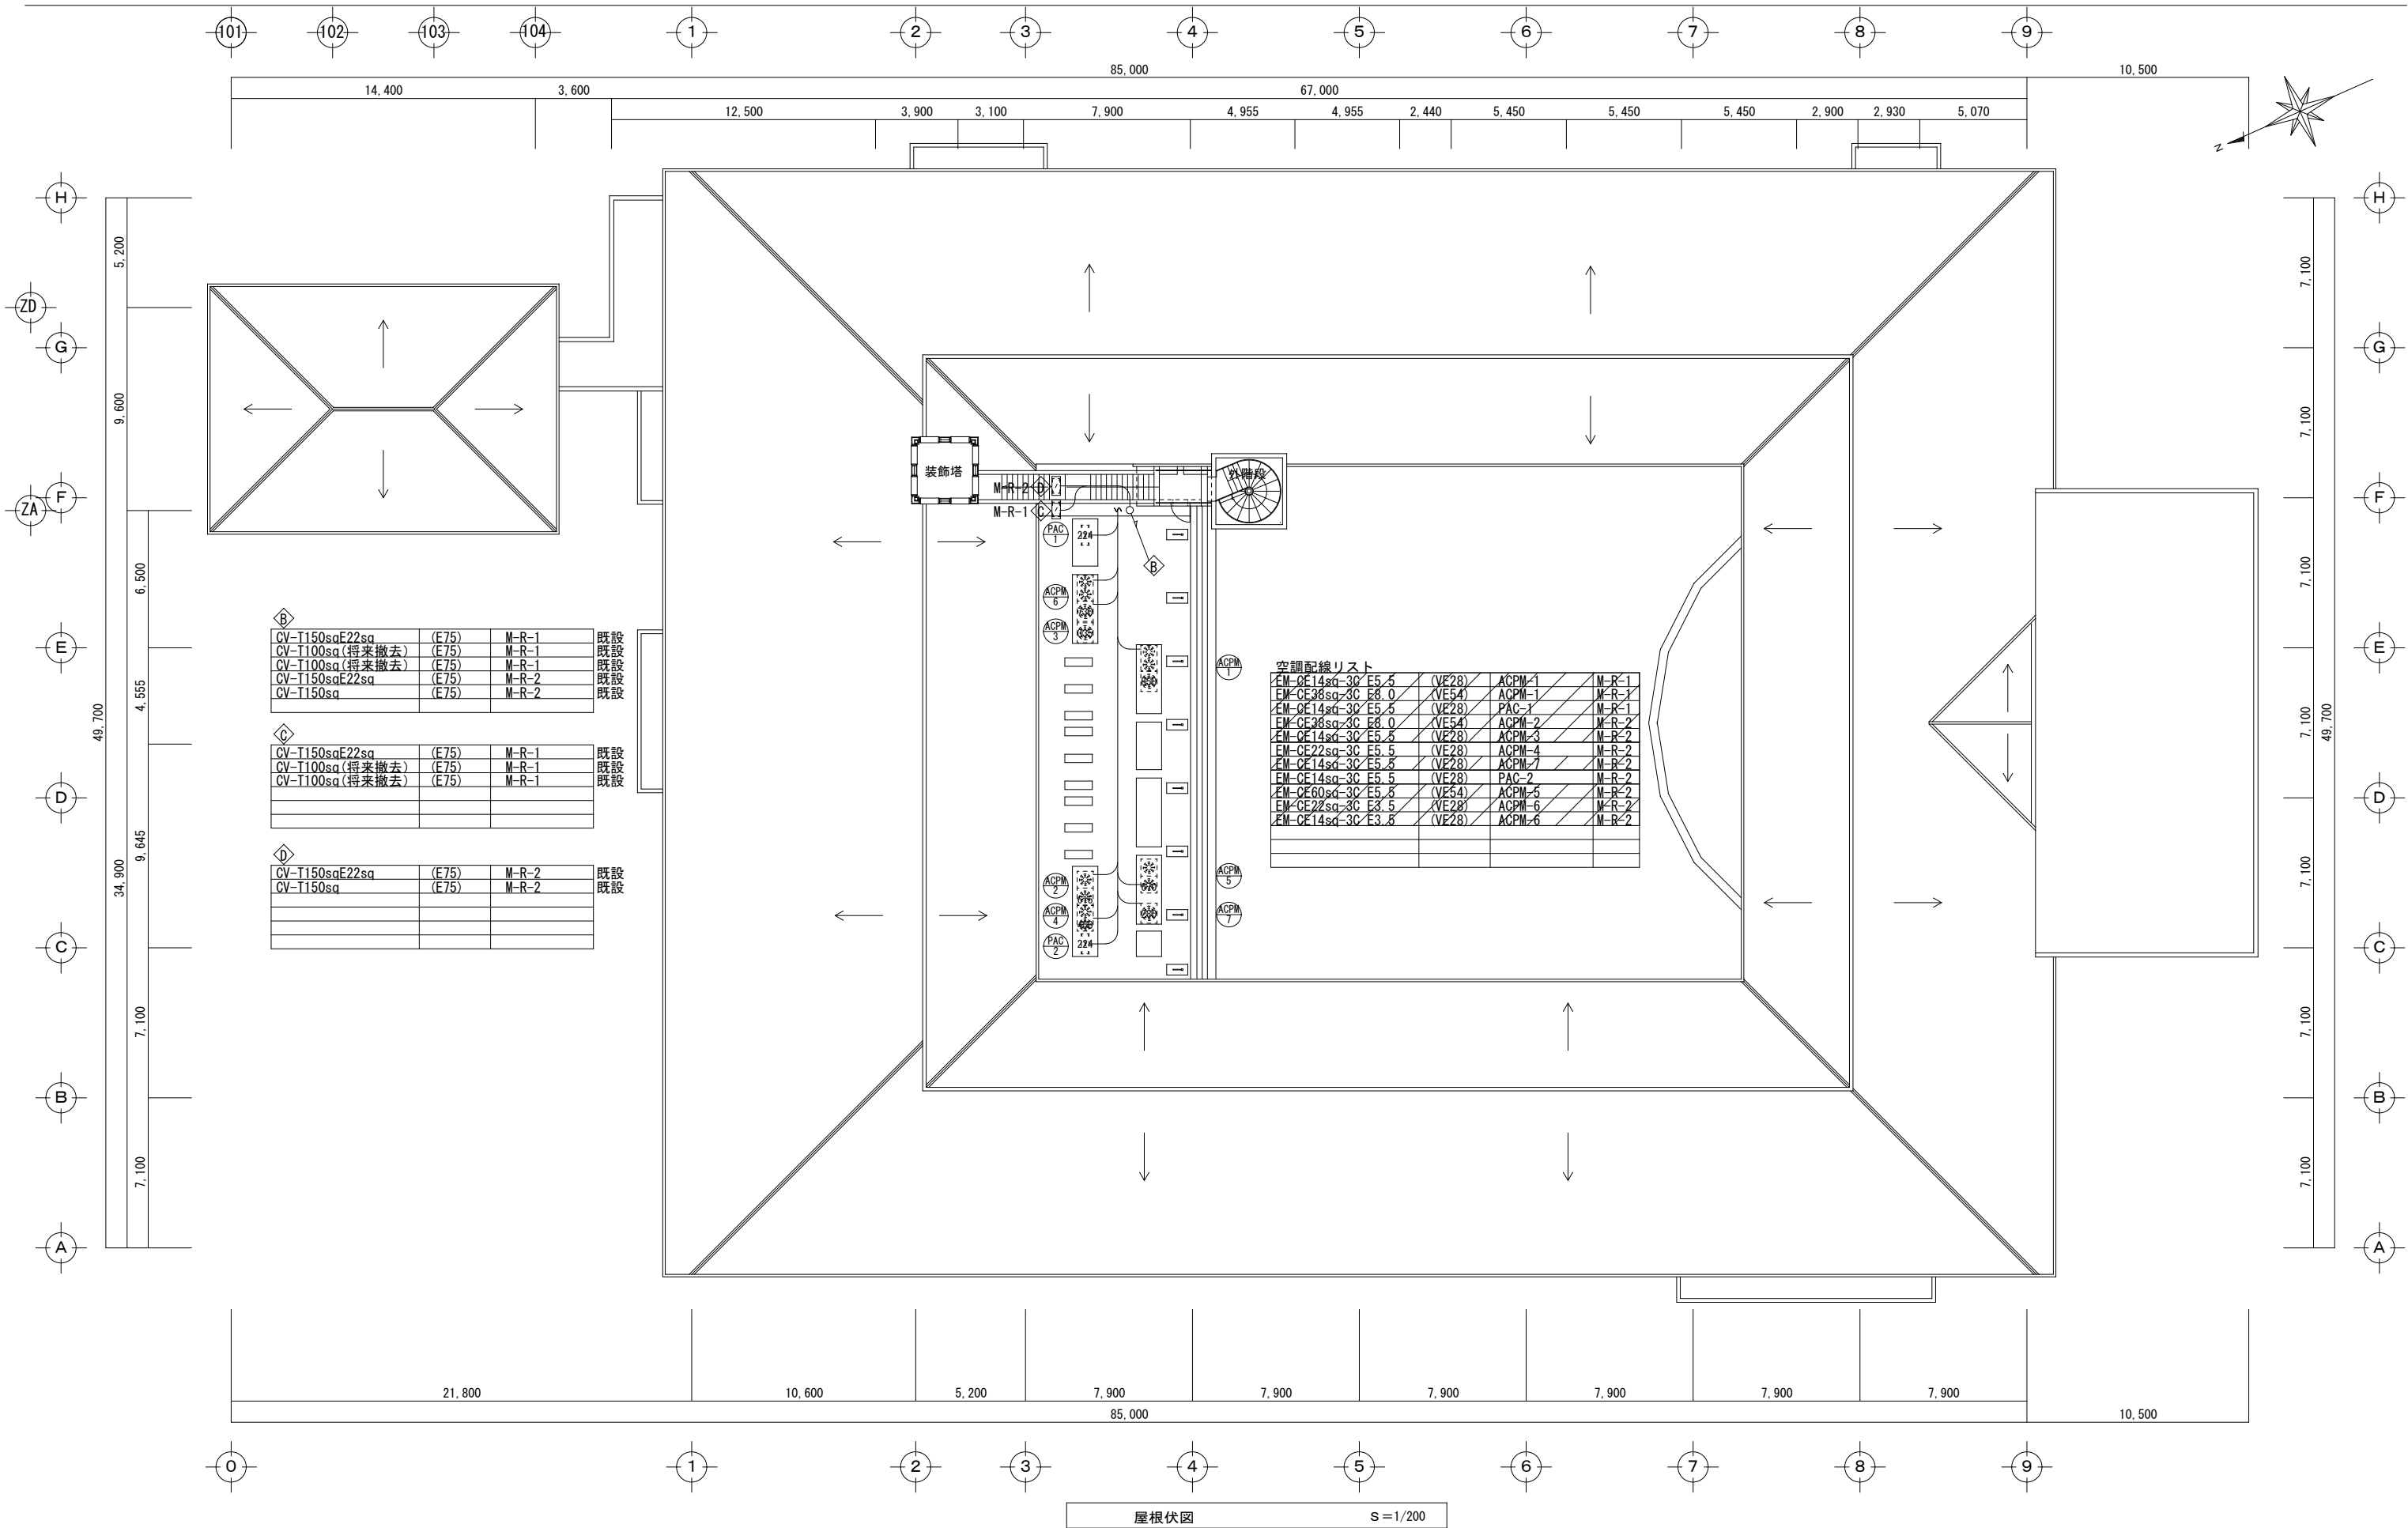 101 102 103 104 1 2 3 4 5 6 7 8 9
85,000 10,500
14,400 3,600 67,000
12,500 3,900 3,100 7,900 4,955 4,955 2,440 5,450 5,450 5,450 2,900 2,930 5,070
N
H
ZD
G
ZA
F
E
D
C
B
A
5,200
9,600
6,500
4,555
49,700
9,645
34,900
7,100
7,100
装飾塔
外階段
M-R-2 D
M-R-1 C
B
PAC 1
224
ACPM 6
ACPM 3
ACPM 1
ACPM 2
ACPM 4
PAC 2
224
ACPM 5
ACPM 7
B
CV-T150sqE22sq (E75) M-R-1 既設
CV-T100sq(将来撤去) (E75) M-R-1 既設
CV-T100sq(将来撤去) (E75) M-R-1 既設
CV-T150sqE22sq (E75) M-R-2 既設
CV-T150sq (E75) M-R-2 既設
C
CV-T150sqE22sq (E75) M-R-1 既設
CV-T100sq(将来撤去) (E75) M-R-1 既設
CV-T100sq(将来撤去) (E75) M-R-1 既設
D
CV-T150sqE22sq (E75) M-R-2 既設
CV-T150sq (E75) M-R-2 既設
空調配線リスト
EM-CE14sq-3C E5.5 (VE28) ACPM-1 M-R-1
EM-CE38sq-3C E8.0 (VE54) ACPM-1 M-R-1
EM-CE14sq-3C E5.5 (VE28) PAC-1 M-R-1
EM-CE38sq-3C E8.0 (VE54) ACPM-2 M-R-2
EM-CE14sq-3C E5.5 (VE28) ACPM-3 M-R-2
EM-CE22sq-3C E5.5 (VE28) ACPM-4 M-R-2
EM-CE14sq-3C E5.5 (VE28) ACPM-7 M-R-2
EM-CE14sq-3C E5.5 (VE28) PAC-2 M-R-2
EM-CE60sq-3C E5.5 (VE54) ACPM-5 M-R-2
EM-CE22sq-3C E3.5 (VE28) ACPM-6 M-R-2
EM-CE14sq-3C E3.5 (VE28) ACPM-6 M-R-2
H
G
F
E
D
C
B
A
7,100
7,100
7,100
7,100
49,700
7,100
7,100
7,100
21,800 10,600 5,200 7,900 7,900 7,900 7,900 7,900 7,900
85,000 10,500
0 1 2 3 4 5 6 7 8 9
屋根伏図 S=1/200